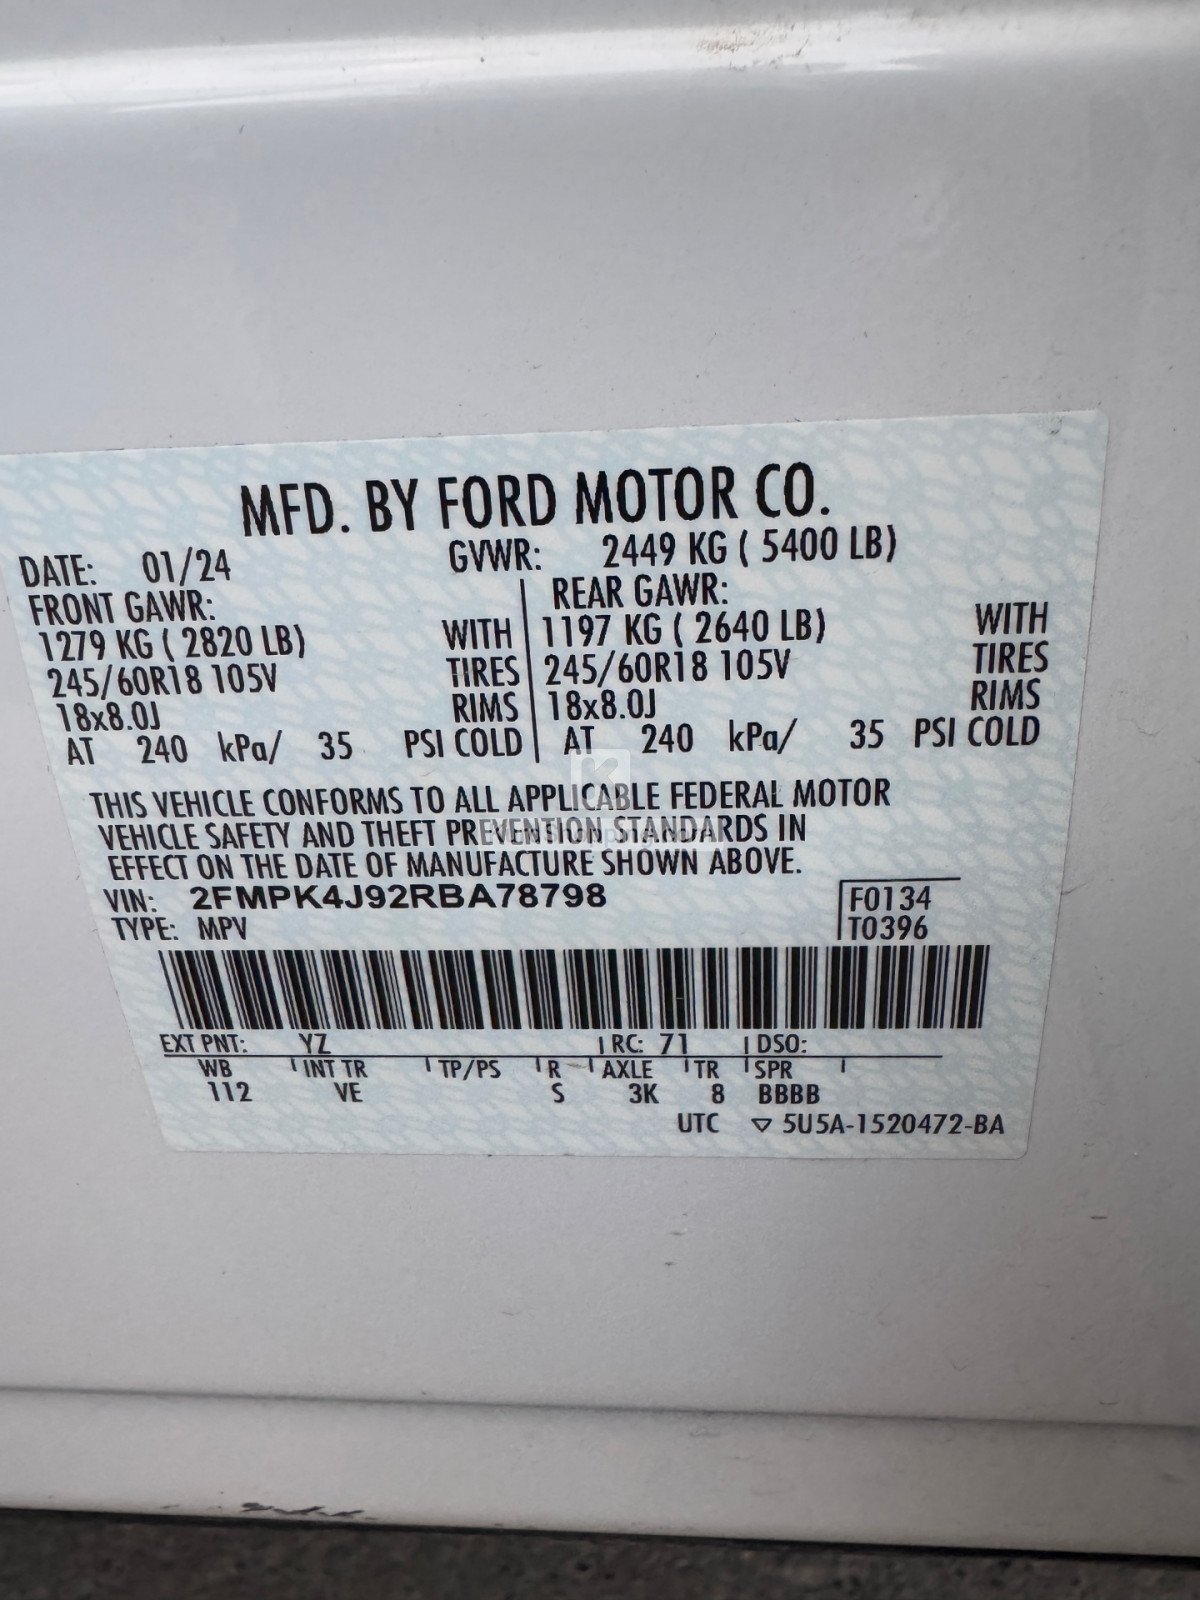 MFD. BY FORD MOTOR CO.
DATE: 01/24 GVWR: 2449 KG ( 5400 LB)
FRONT GAWR: REAR GAWR:
1279 KG ( 2820 LB) WITH 1197 KG ( 2640 LB) WITH
245/60R18 105V TIRES 245/60R18 105V TIRES
18x8.0J RIMS 18x8.0J RIMS
AT 240 kPa/ 35 PSI COLD AT 240 kPa/ 35 PSI COLD
THIS VEHICLE CONFORMS TO ALL APPLICABLE FEDERAL MOTOR
VEHICLE SAFETY AND THEFT PREVENTION STANDARDS IN
EFFECT ON THE DATE OF MANUFACTURE SHOWN ABOVE.
VIN: 2FMPK4J92RBA78798 F0134
TYPE: MPV T0396
EXT PNT: YZ RC: 71 DSO:
WB INT TR TP/PS R AXLE TR SPR
112 VE S 3K 8 BBBB
UTC ▽ 5U5A-1520472-BA